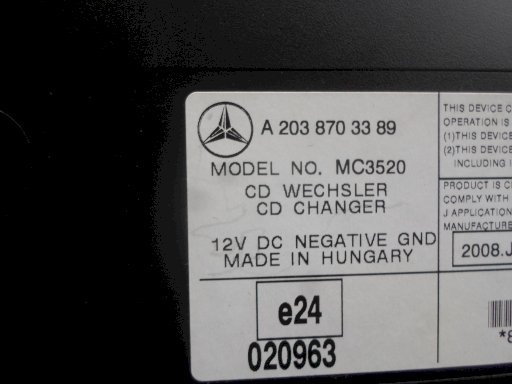 A 203 870 33 89
MODEL NO. MC3520
CD WECHSLER
CD CHANGER
12V DC NEGATIVE GND
MADE IN HUNGARY
e24
020963
THIS DEVICE
OPERATION IS
(1)THIS DEVICE
(2)THIS DEVICE
INCLUDING
PRODUCT IS
COMPLY WITH
J APPLICATION
MANUFACTURE
2008.J